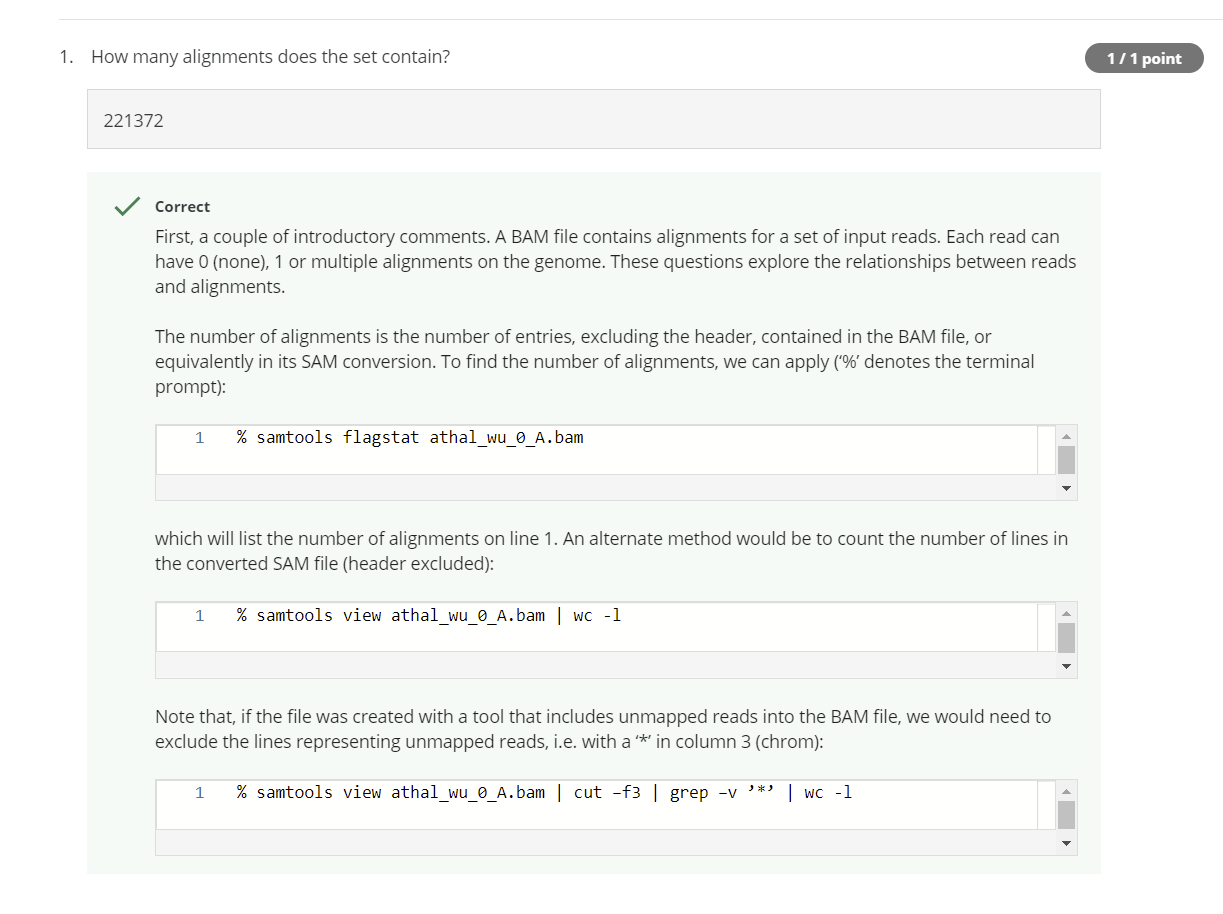 1. How many alignments does the set contain?
1 / 1 point
221372
Correct
First, a couple of introductory comments. A BAM file contains alignments for a set of input reads. Each read can
have 0 (none), 1 or multiple alignments on the genome. These questions explore the relationships between reads
and alignments.
The number of alignments is the number of entries, excluding the header, contained in the BAM file, or
equivalently in its SAM conversion. To find the number of alignments, we can apply (‘%’ denotes the terminal
prompt):
1 % samtools flagstat athal_wu_0_A.bam
which will list the number of alignments on line 1. An alternate method would be to count the number of lines in
the converted SAM file (header excluded):
1 % samtools view athal_wu_0_A.bam | wc -l
Note that, if the file was created with a tool that includes unmapped reads into the BAM file, we would need to
exclude the lines representing unmapped reads, i.e. with a ‘*’ in column 3 (chrom):
1 % samtools view athal_wu_0_A.bam | cut –f3 | grep –v ’*’ | wc -l